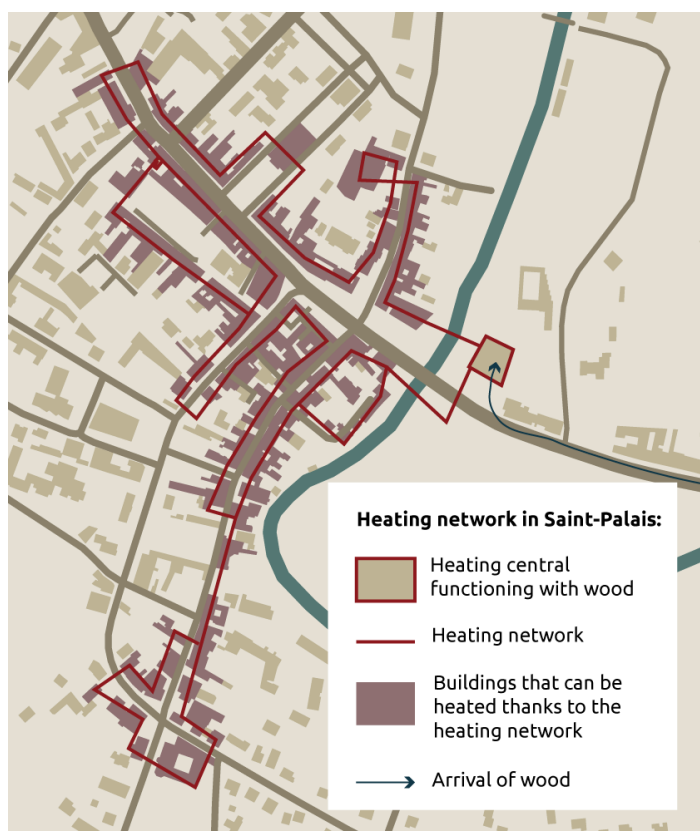 Heating network in Saint-Palais:
Heating central
functioning with wood
Heating network
Buildings that can be
heated thanks to the
heating network
Arrival of wood